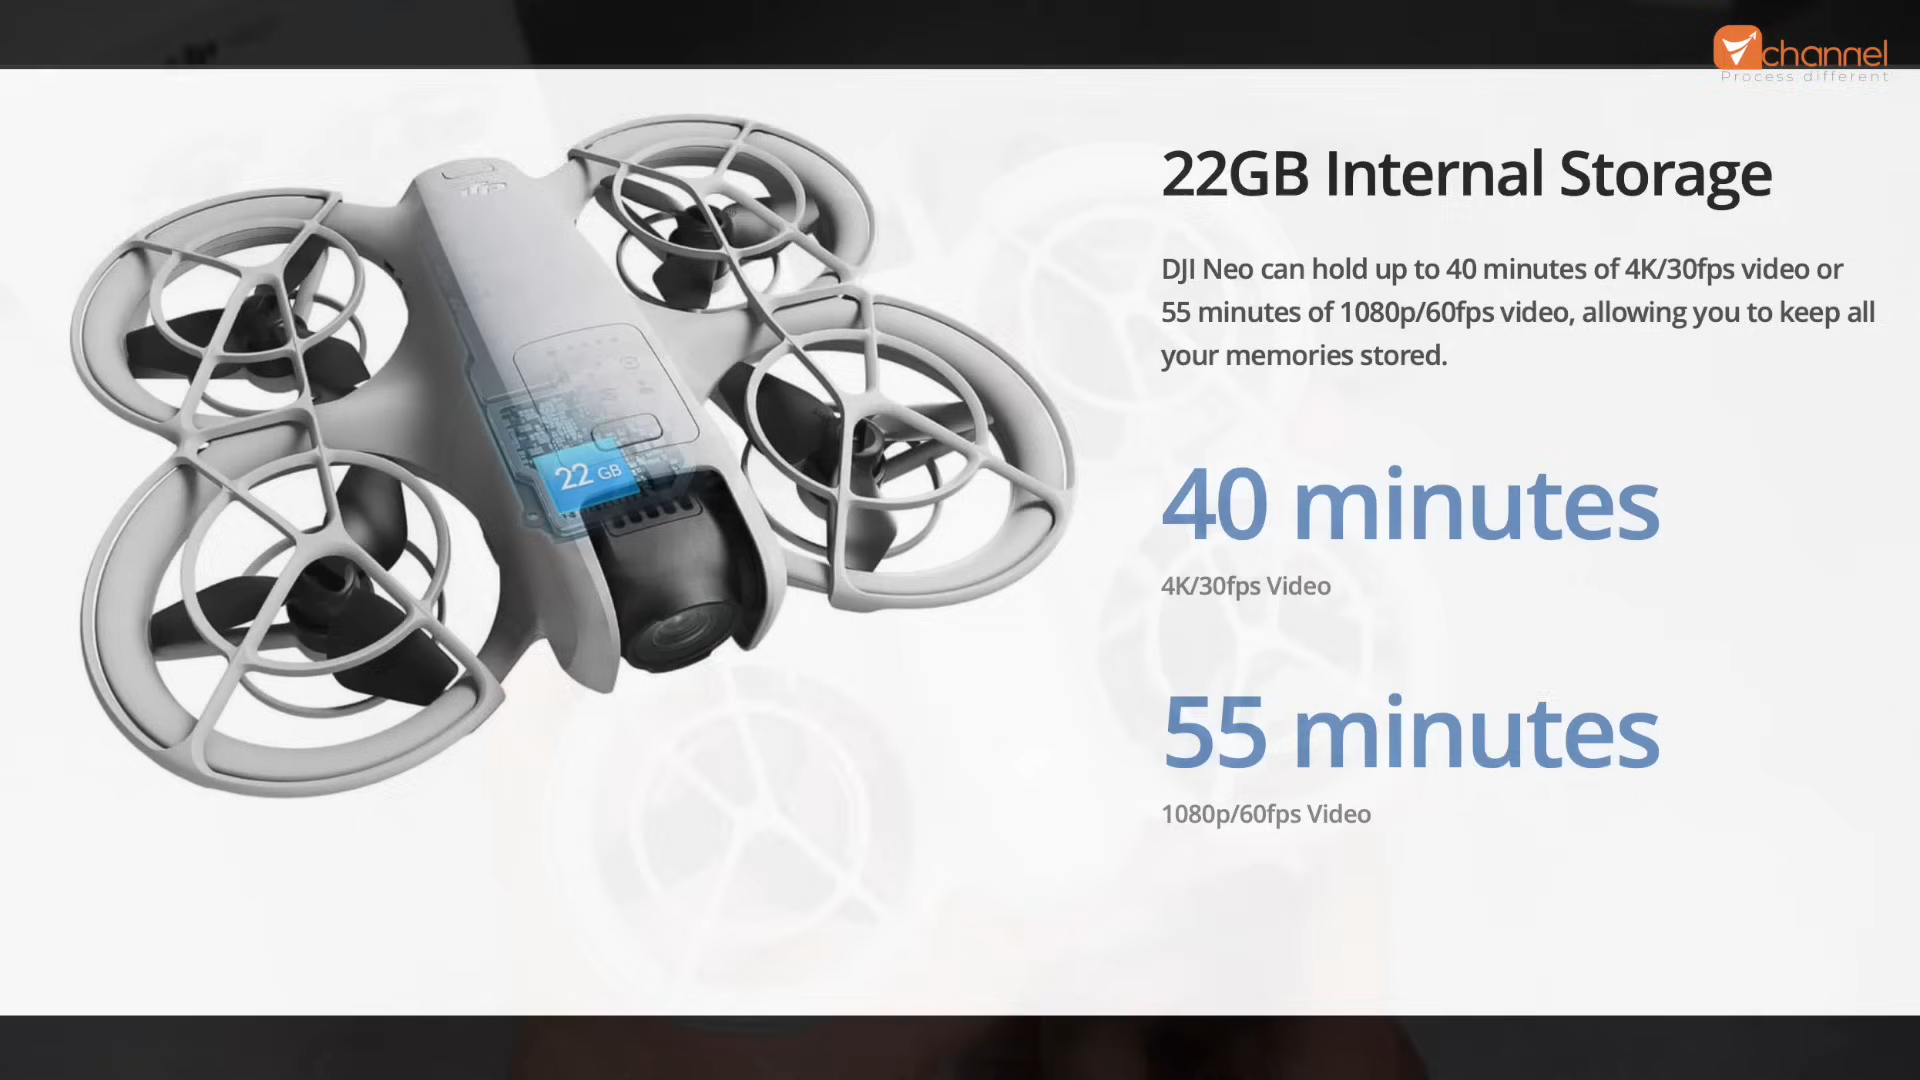 channel
Process different
22GB Internal Storage
DJI Neo can hold up to 40 minutes of 4K/30fps video or
55 minutes of 1080p/60fps video, allowing you to keep all
your memories stored.
22 GB
40 minutes
4K/30fps Video
55 minutes
1080p/60fps Video